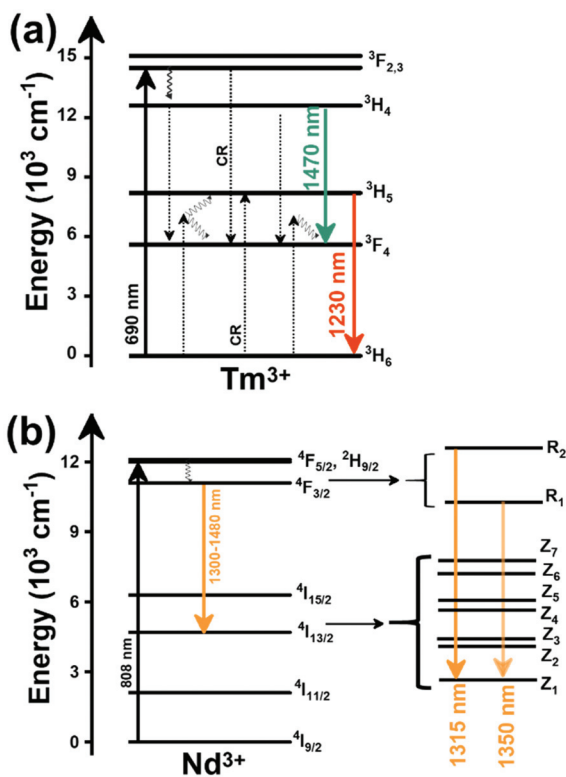 (a)
Energy (10³ cm⁻¹)
15
12
9
6
3
0
³F₂,₃
³H₄
³H₅
³F₄
³H₆
690 nm
CR
CR
1470 nm
1230 nm
Tm³⁺
(b)
Energy (10³ cm⁻¹)
12
9
6
3
0
⁴F₅/₂, ²H₉/₂
⁴F₃/₂
⁴I₁₅/₂
⁴I₁₃/₂
⁴I₁₁/₂
⁴I₉/₂
808 nm
1300-1480 nm
Nd³⁺
R₂
R₁
Z₇
Z₆
Z₅
Z₄
Z₃
Z₂
Z₁
1315 nm
1350 nm